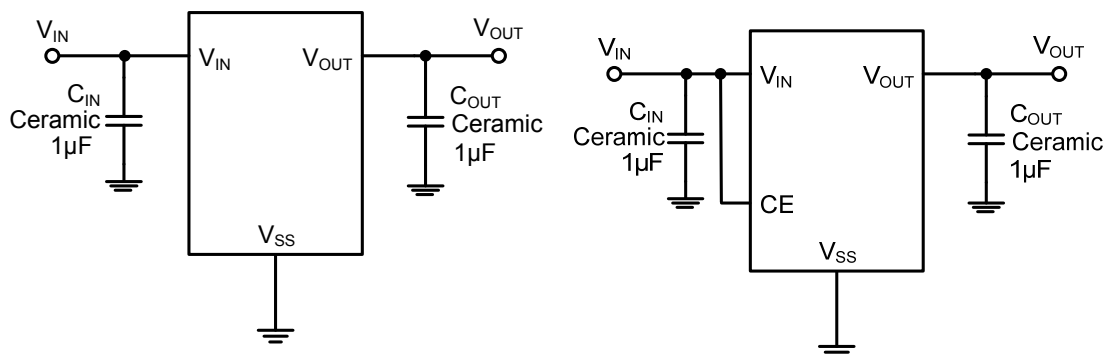 VIN
VIN
VOUT
VOUT
CIN
Ceramic
1µF
COUT
Ceramic
1µF
VSS
VIN
VIN
VOUT
VOUT
CIN
Ceramic
1µF
COUT
Ceramic
1µF
CE
VSS